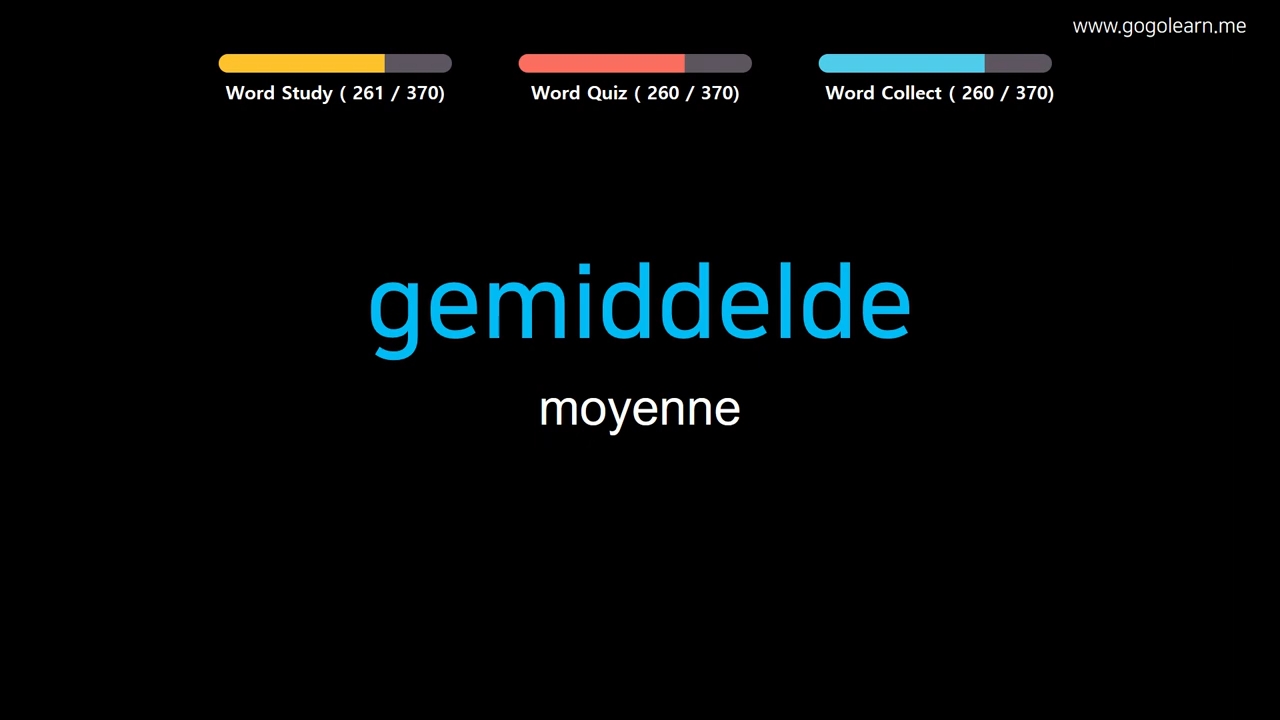 www.gogolearn.me
Word Study ( 261 / 370)
Word Quiz ( 260 / 370)
Word Collect ( 260 / 370)
gemiddelde
moyenne